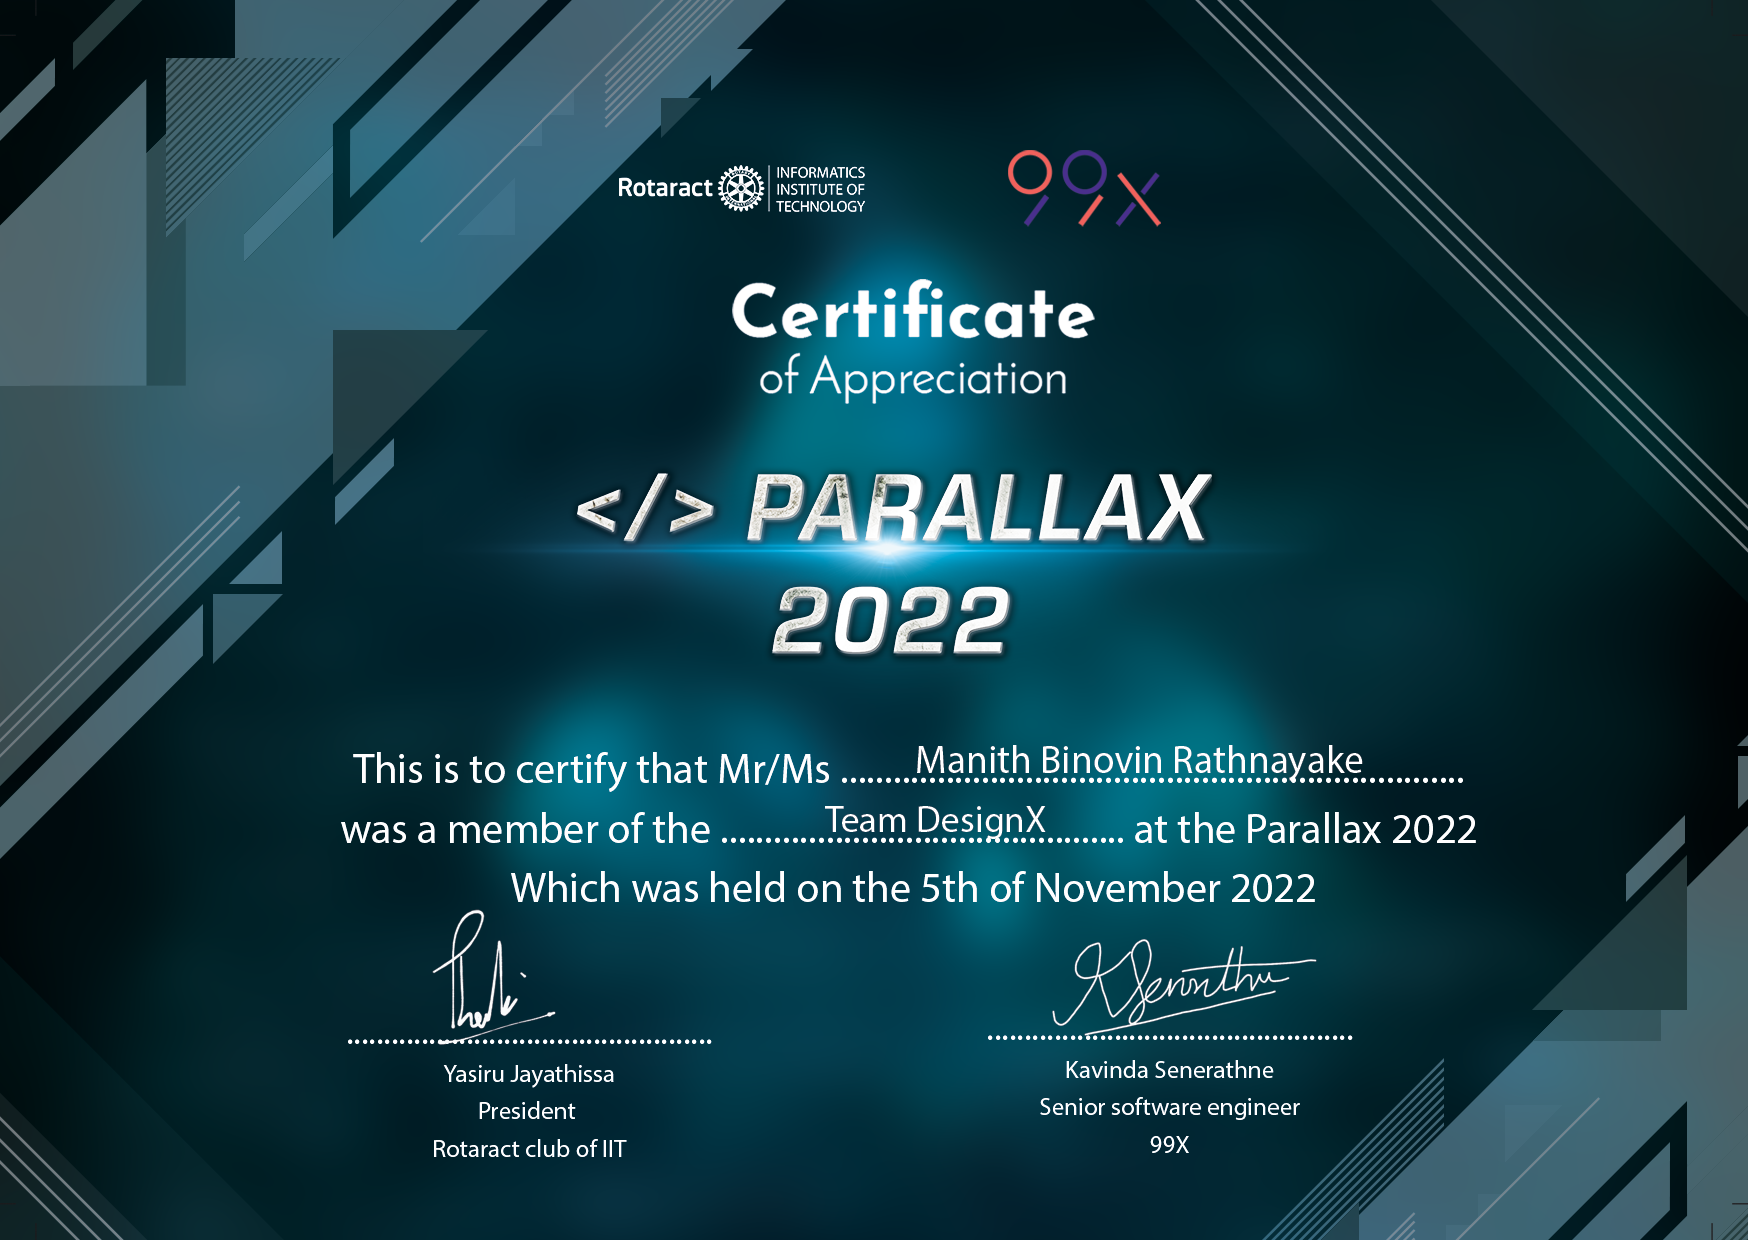 Rotaract
INFORMATICS
INSTITUTE OF
TECHNOLOGY
99X
Certificate
of Appreciation
</> PARALLAX
2022
This is to certify that Mr/Ms Manith Binovin Rathnayake
was a member of the Team DesignX at the Parallax 2022
Which was held on the 5th of November 2022
Yasiru Jayathissa
President
Rotaract club of IIT
Kavinda Senerathne
Senior software engineer
99X